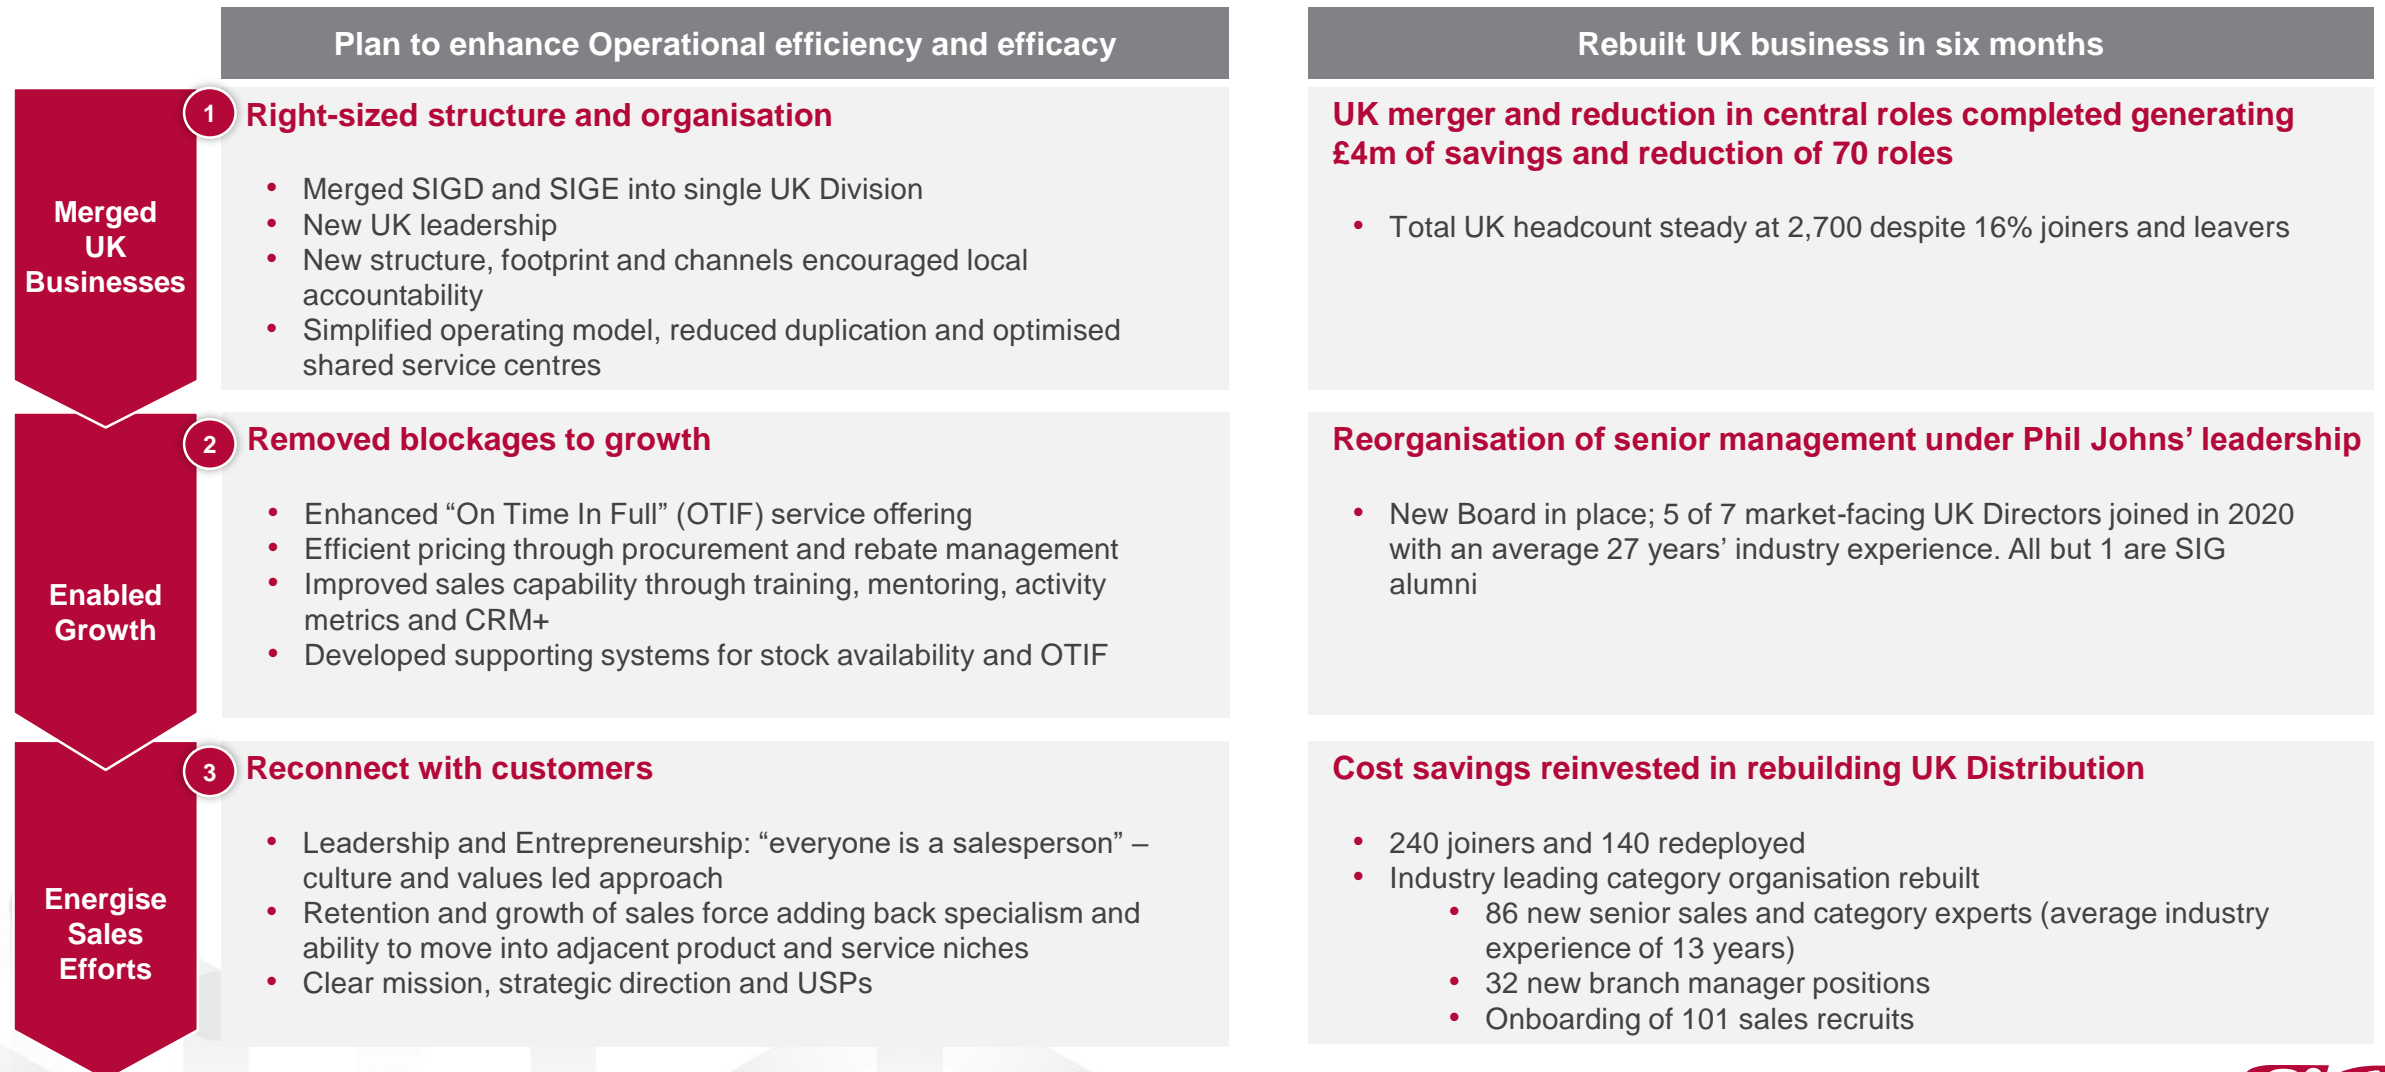 Plan to enhance Operational efficiency and efficacy
Rebuilt UK business in six months
Merged
UK
Businesses
1
Right-sized structure and organisation
• Merged SIGD and SIGE into single UK Division
• New UK leadership
• New structure, footprint and channels encouraged local
accountability
• Simplified operating model, reduced duplication and optimised
shared service centres
UK merger and reduction in central roles completed generating
£4m of savings and reduction of 70 roles
• Total UK headcount steady at 2,700 despite 16% joiners and leavers
Enabled
Growth
2
Removed blockages to growth
• Enhanced “On Time In Full” (OTIF) service offering
• Efficient pricing through procurement and rebate management
• Improved sales capability through training, mentoring, activity
metrics and CRM+
• Developed supporting systems for stock availability and OTIF
Reorganisation of senior management under Phil Johns’ leadership
• New Board in place; 5 of 7 market-facing UK Directors joined in 2020
with an average 27 years’ industry experience. All but 1 are SIG
alumni
Energise
Sales
Efforts
3
Reconnect with customers
• Leadership and Entrepreneurship: “everyone is a salesperson” –
culture and values led approach
• Retention and growth of sales force adding back specialism and
ability to move into adjacent product and service niches
• Clear mission, strategic direction and USPs
Cost savings reinvested in rebuilding UK Distribution
• 240 joiners and 140 redeployed
• Industry leading category organisation rebuilt
• 86 new senior sales and category experts (average industry
experience of 13 years)
• 32 new branch manager positions
• Onboarding of 101 sales recruits